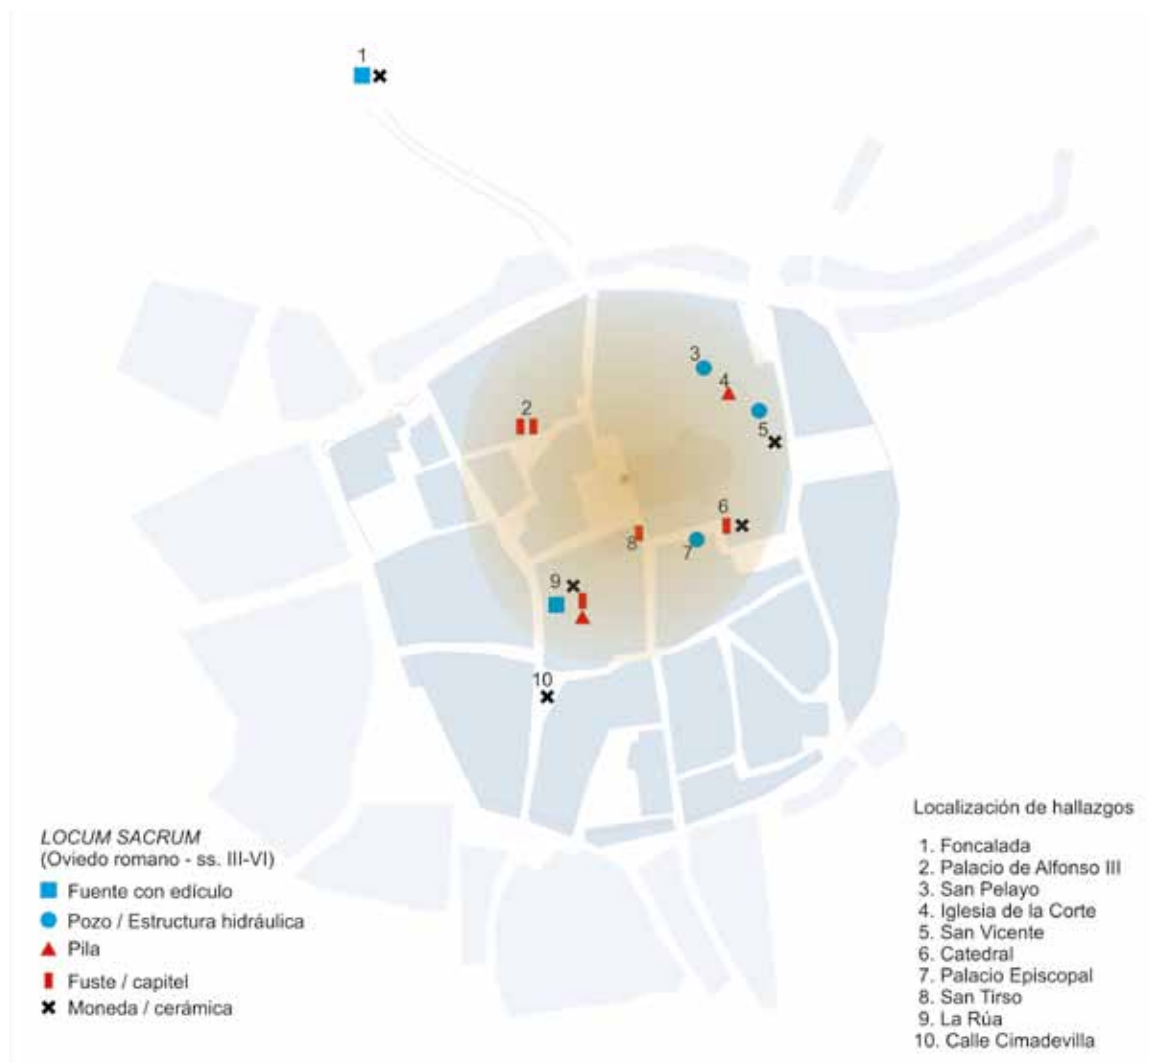 1
2
3
4
5
6
7
8
9
10
LOCUM SACRUM
(Oviedo romano - ss. III-VI)
Fuente con edículo
Pozo / Estructura hidráulica
Pila
Fuste / capitel
Moneda / cerámica
Localización de hallazgos
1. Foncalada
2. Palacio de Alfonso III
3. San Pelayo
4. Iglesia de la Corte
5. San Vicente
6. Catedral
7. Palacio Episcopal
8. San Tirso
9. La Rúa
10. Calle Cimadevilla